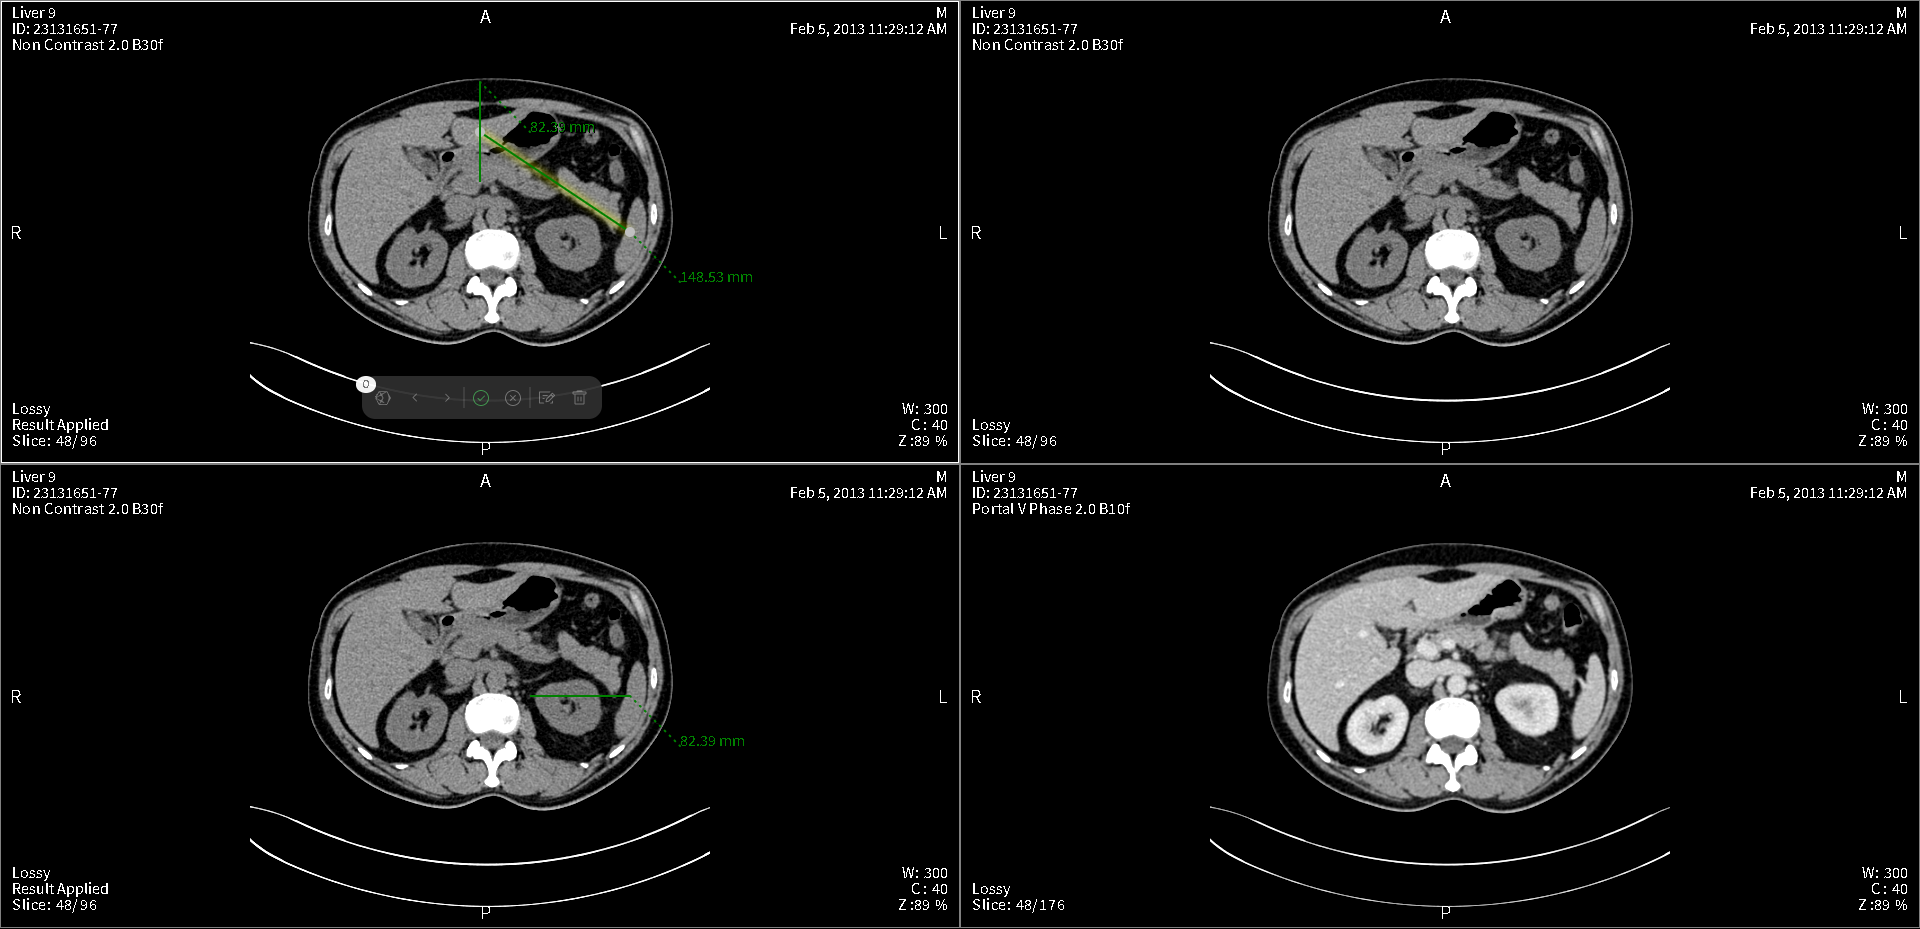 Liver 9
ID: 23131651-77
Non Contrast 2.0 B30f
A
M
Feb 5, 2013 11:29:12 AM
82.39 mm
R
L
148.53 mm
0
Lossy
Result Applied
Slice: 48/96
W: 300
C: 40
Z :89 %
P
Liver 9
ID: 23131651-77
Non Contrast 2.0 B30f
A
M
Feb 5, 2013 11:29:12 AM
R
L
Lossy
Slice: 48/96
W: 300
C: 40
Z :89 %
P
Liver 9
ID: 23131651-77
Non Contrast 2.0 B30f
A
M
Feb 5, 2013 11:29:12 AM
R
L
82.39 mm
Lossy
Result Applied
Slice: 48/96
W: 300
C: 40
Z :89 %
P
Liver 9
ID: 23131651-77
Portal V Phase 2.0 B10f
A
M
Feb 5, 2013 11:29:12 AM
R
L
Lossy
Slice: 48/176
W: 300
C: 40
Z :89 %
P